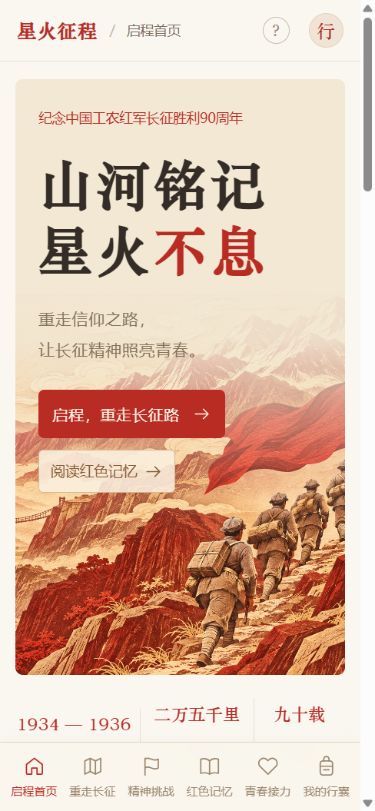 星火征程 / 启程首页 ? 行
纪念中国工农红军长征胜利90周年
山河铭记
星火不息
重走信仰之路，
让长征精神照亮青春。
启程，重走长征路 →
阅读红色记忆 →
1934 — 1936 二万五千里 九十载
启程首页 重走长征 精神挑战 红色记忆 青春接力 我的行囊